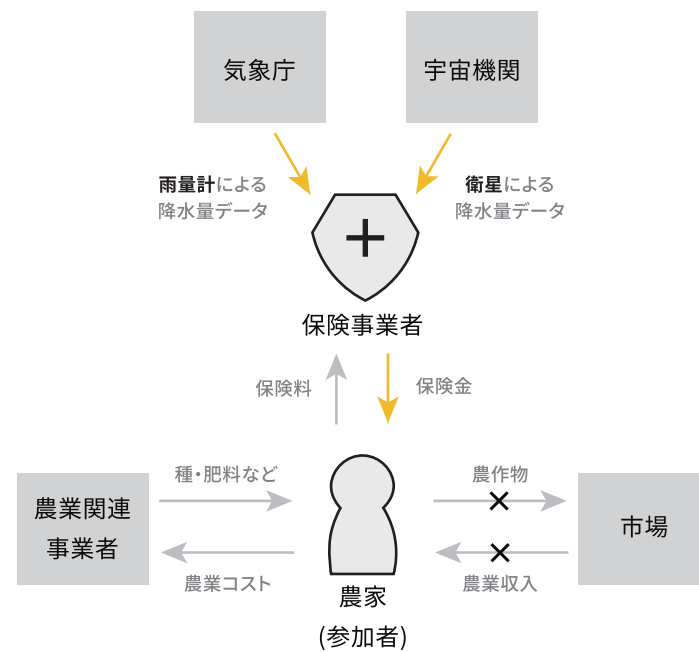 気象庁
宇宙機関
雨量計による
降水量データ
衛星による
降水量データ
保険事業者
保険料
保険金
種・肥料など
農作物
農業関連
事業者
市場
農業コスト
農業収入
農家
(参加者)